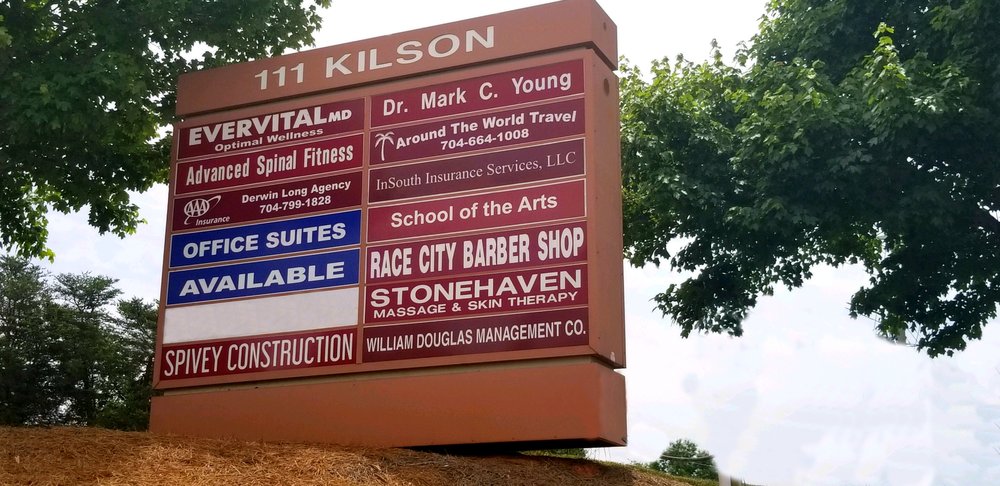 111 KILSON
EVERVITAL MD
Optimal Wellness
Advanced Spinal Fitness
AAA
Insurance
Derwin Long Agency
704-799-1828
OFFICE SUITES
AVAILABLE
SPIVEY CONSTRUCTION
Dr. Mark C. Young
Around The World Travel
704-664-1008
InSouth Insurance Services, LLC
School of the Arts
RACE CITY BARBER SHOP
STONEHAVEN
MASSAGE & SKIN THERAPY
WILLIAM DOUGLAS MANAGEMENT CO.